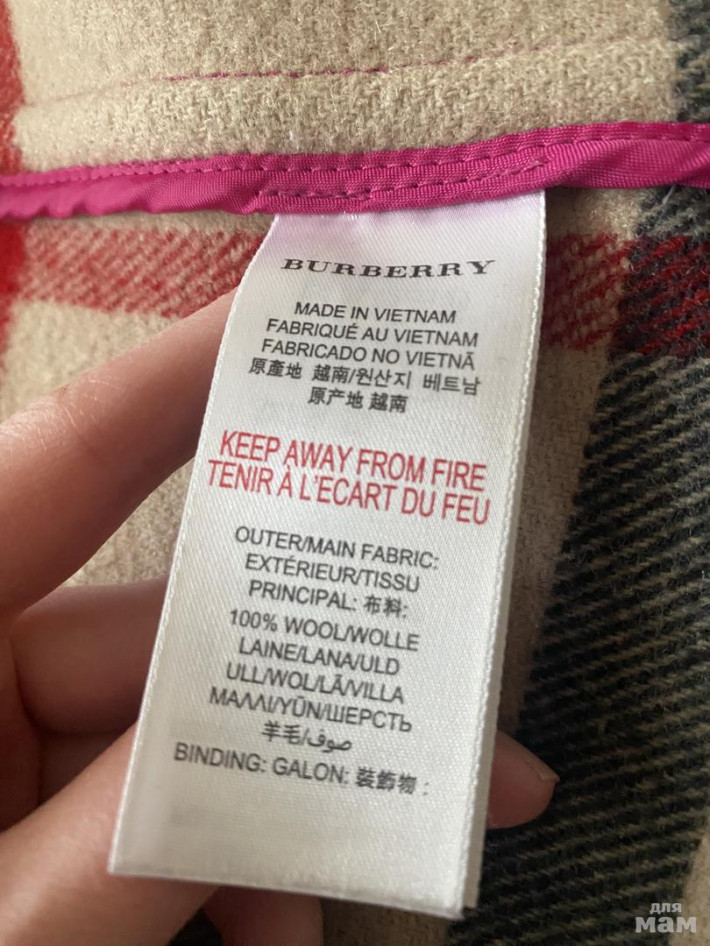 BURBERRY
MADE IN VIETNAM
FABRIQUÉ AU VIETNAM
FABRICADO NO VIETNÃ
原產地 越南/원산지 베트남
原产地 越南
KEEP AWAY FROM FIRE
TENIR À L'ECART DU FEU
OUTER/MAIN FABRIC:
EXTÉRIEUR/TISSU
PRINCIPAL: 布料:
100% WOOL/WOLLE
LAINE/LANA/ULD
ULL/WOL/LÃ/VILLA
ΜΑΛΛΙ/YÜN/ШЕРСТЬ
羊毛/صوف
BINDING: GALON: 裝飾物 :
для
мам